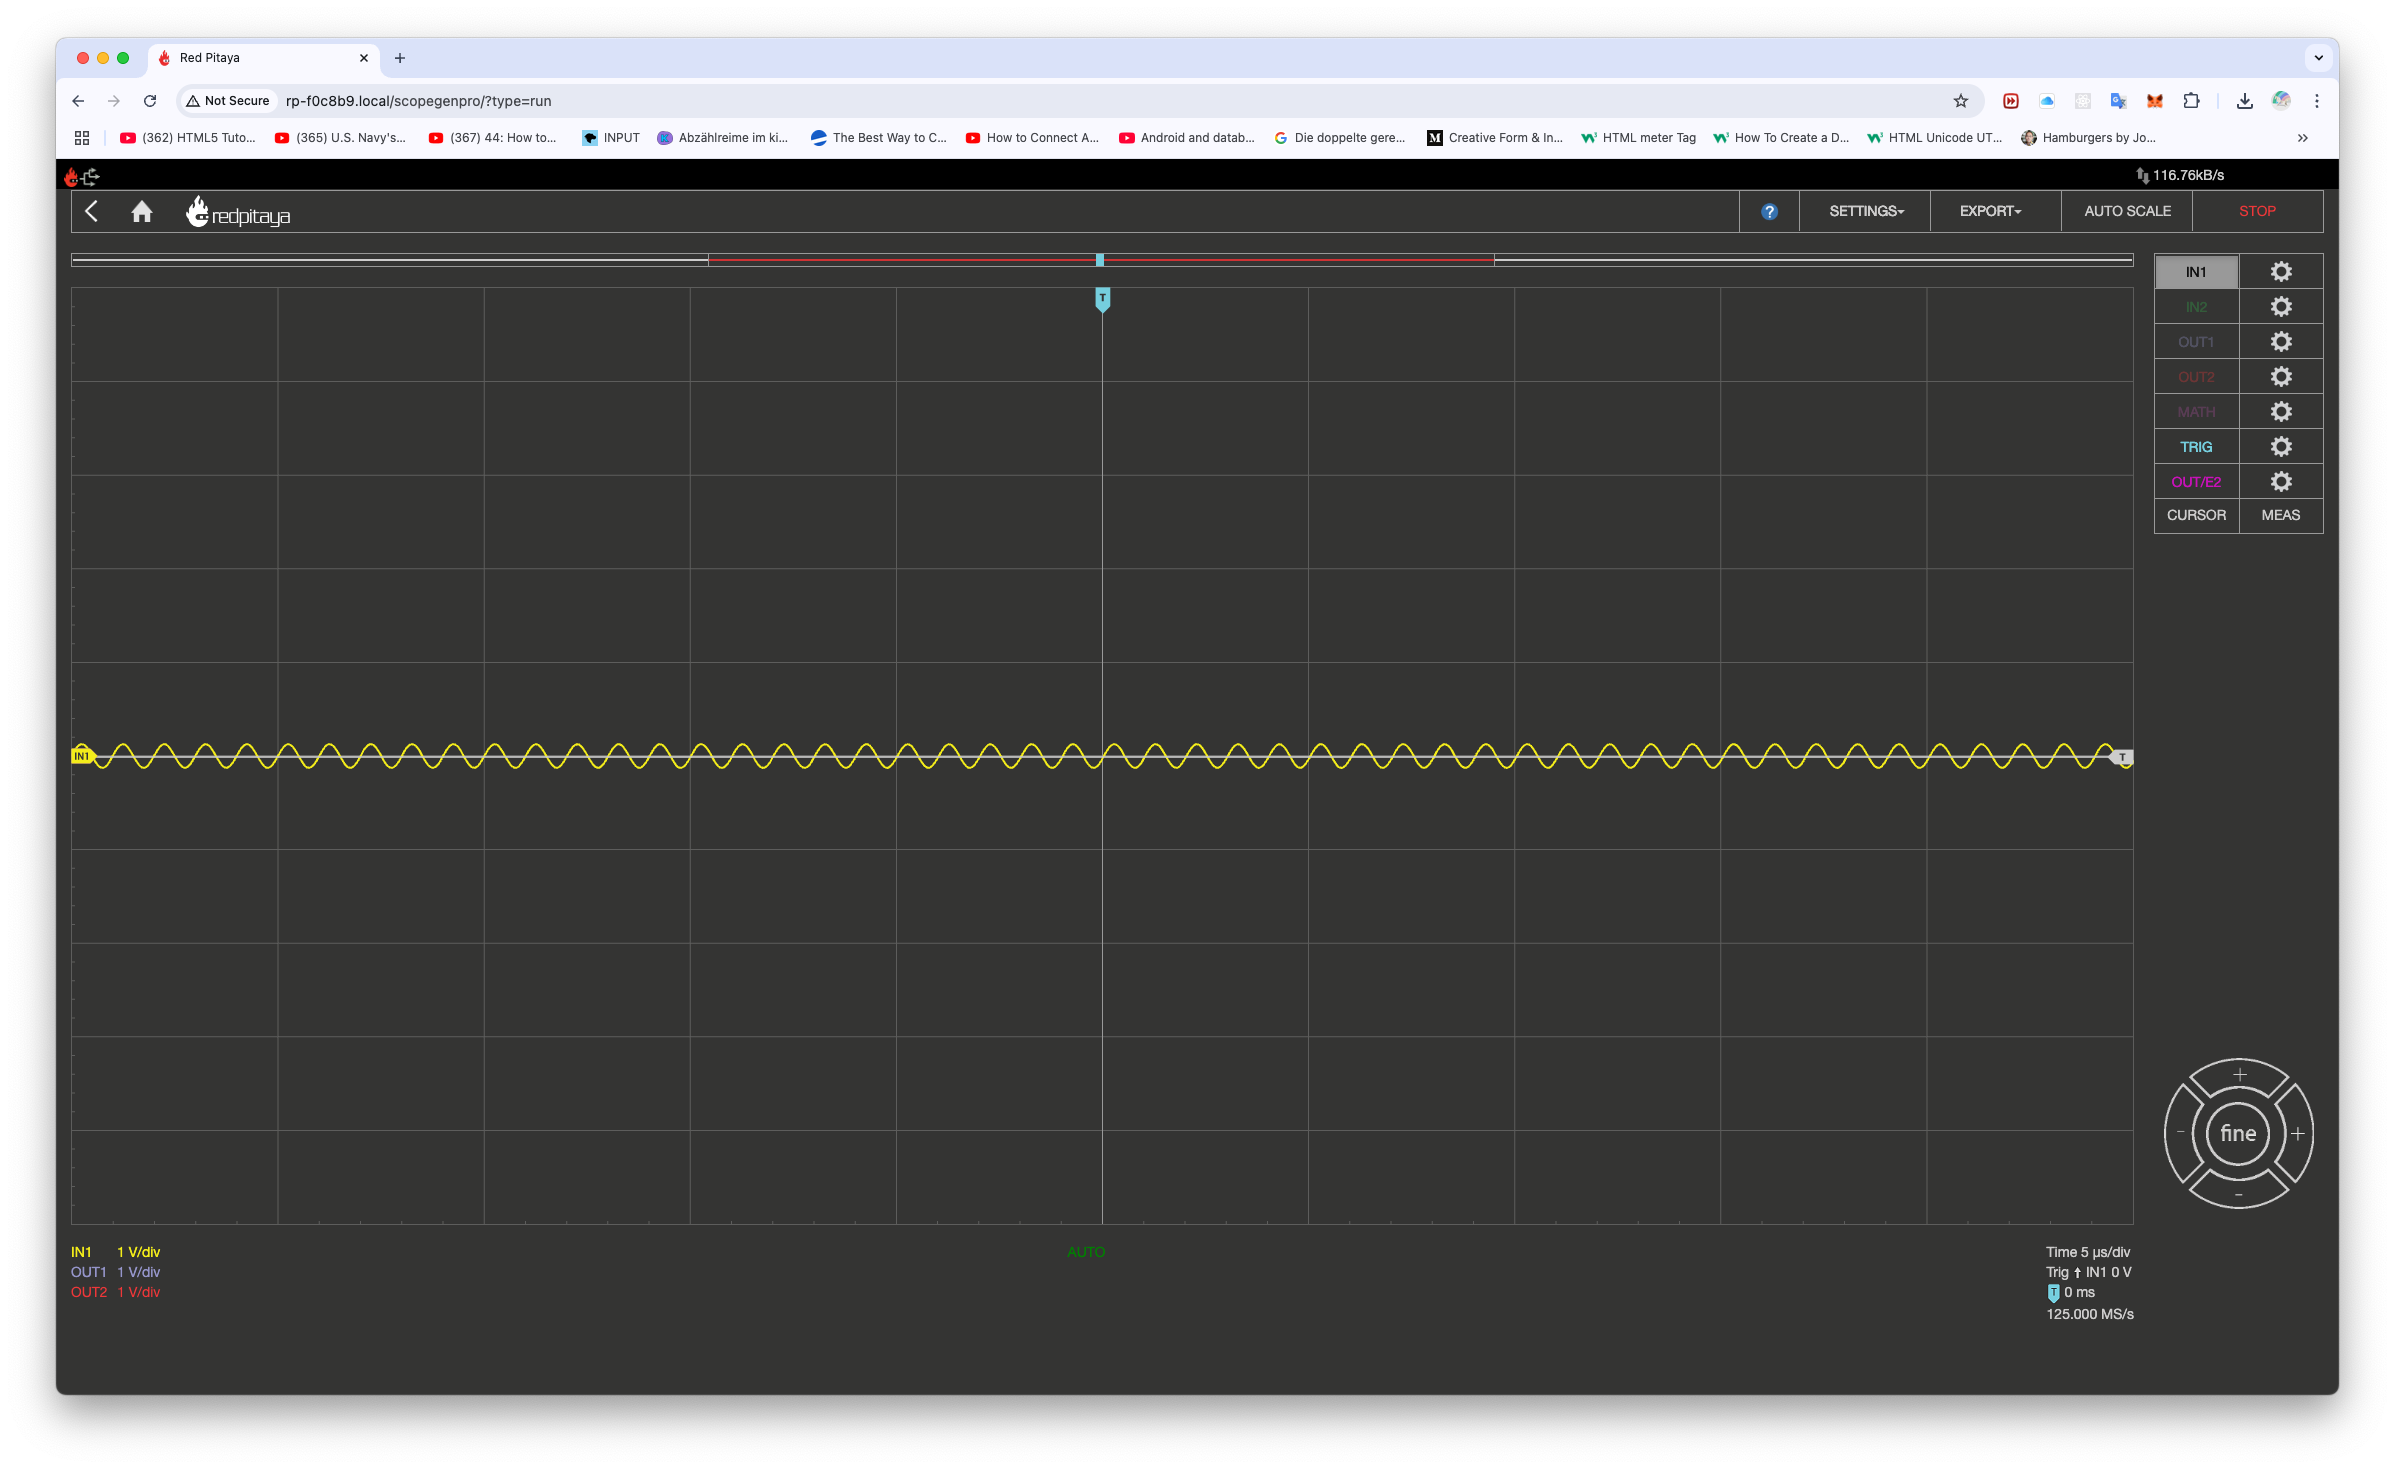 Red Pitaya
Not Secure rp-f0c8b9.local/scopegenpro/?type=run
(362) HTML5 Tuto... (365) U.S. Navy's... (367) 44: How to... INPUT Abzählreime im ki... The Best Way to C... How to Connect A... Android and datab... Die doppelte gere... M Creative Form & In... HTML meter Tag How To Create a D... HTML Unicode UT... Hamburgers by Jo... »
116.76kB/s
redpitaya ? SETTINGS EXPORT AUTO SCALE STOP
IN1
T
IN2
OUT1
OUT2
MATH
TRIG
OUT/E2
CURSOR MEAS
IN1 T
+
- fine +
-
IN1 1 V/div AUTO Time 5 µs/div
OUT1 1 V/div Trig IN1 0 V
OUT2 1 V/div T 0 ms
125.000 MS/s